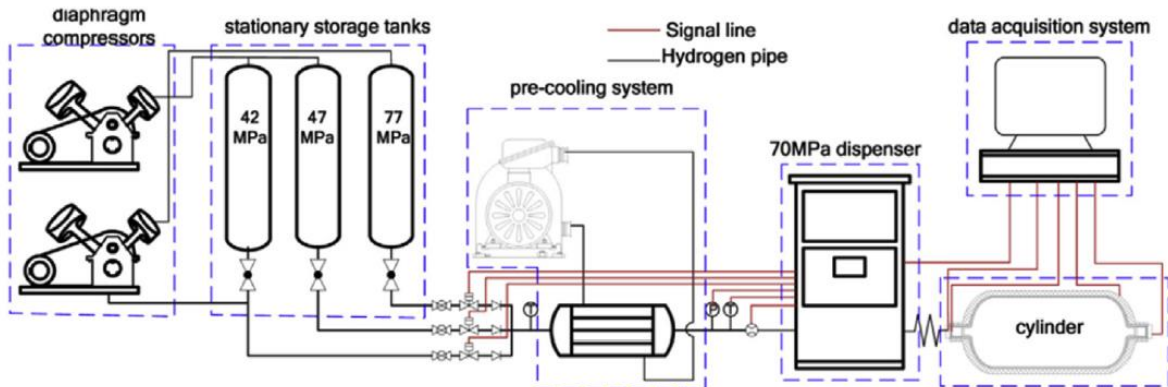 diaphragm
compressors
stationary storage tanks
Signal line
Hydrogen pipe
data acquisition system
pre-cooling system
42
MPa
47
MPa
77
MPa
70MPa dispenser
T
P
T
cylinder